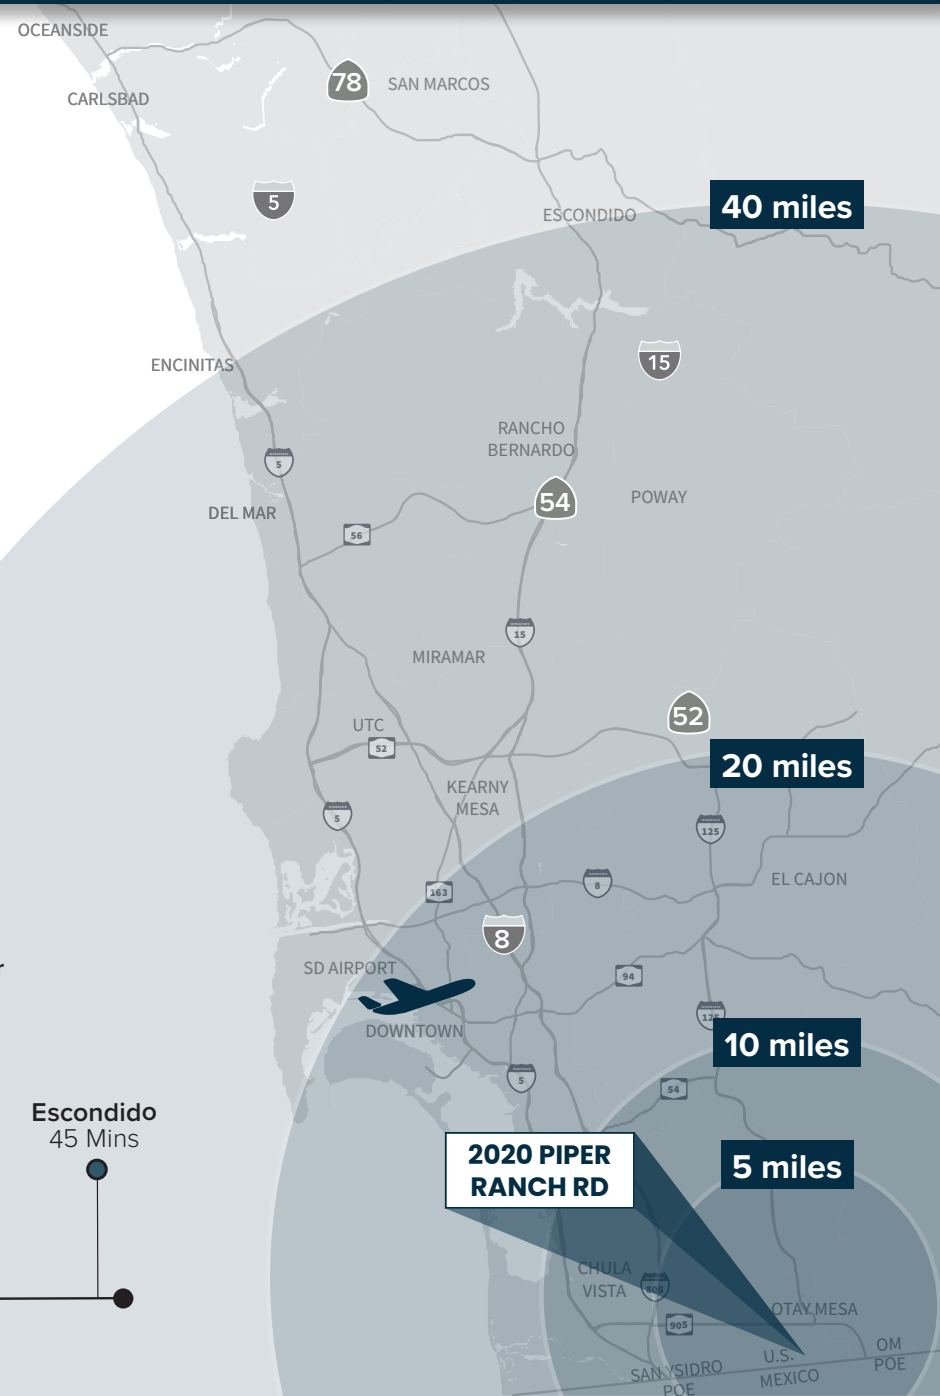 OCEANSIDE
CARLSBAD
78
SAN MARCOS
5
ESCONDIDO
40 miles
15
ENCINITAS
RANCHO
BERNARDO
5
54
POWAY
DEL MAR
56
15
MIRAMAR
52
UTC
52
20 miles
KEARNY
MESA
5
125
EL CAJON
8
163
8
SD AIRPORT
94
125
DOWNTOWN
10 miles
5
54
Escondido
45 Mins
2020 PIPER
RANCH RD
5 miles
CHULA
VISTA
805
905
OTAY MESA
OM
POE
U.S.
MEXICO
SAN YSIDRO
POE